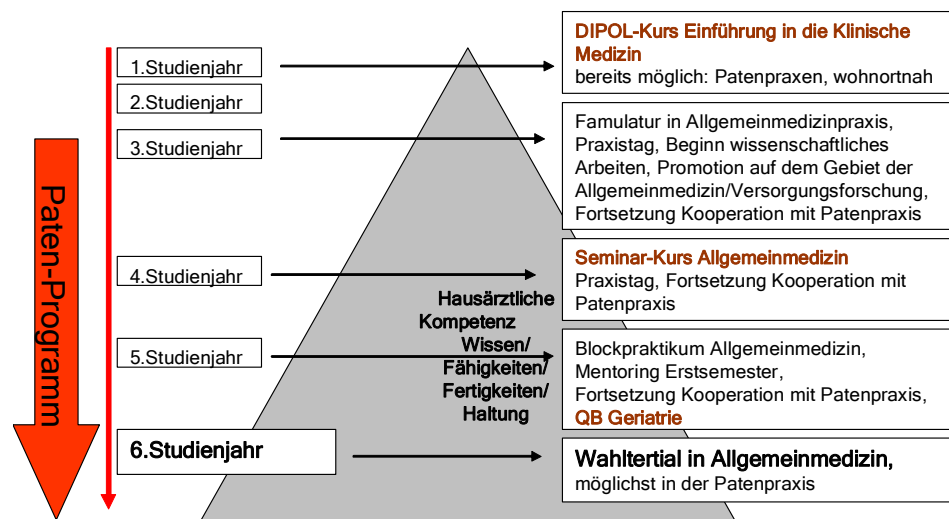 Paten-Programm
1.Studienjahr
2.Studienjahr
3.Studienjahr
4.Studienjahr
5.Studienjahr
6.Studienjahr
Hausärztliche
Kompetenz
Wissen/
Fähigkeiten/
Fertigkeiten/
Haltung
DIPOL-Kurs Einführung in die Klinische
Medizin
bereits möglich: Patenpraxen, wohnortnah
Famulatur in Allgemeinmedizinpraxis,
Praxistag, Beginn wissenschaftliches
Arbeiten, Promotion auf dem Gebiet der
Allgemeinmedizin/Versorgungsforschung,
Fortsetzung Kooperation mit Patenpraxis
Seminar-Kurs Allgemeinmedizin
Praxistag, Fortsetzung Kooperation mit
Patenpraxis
Blockpraktikum Allgemeinmedizin,
Mentoring Erstsemester,
Fortsetzung Kooperation mit Patenpraxis,
QB Geriatrie
Wahltertial in Allgemeinmedizin,
möglichst in der Patenpraxis